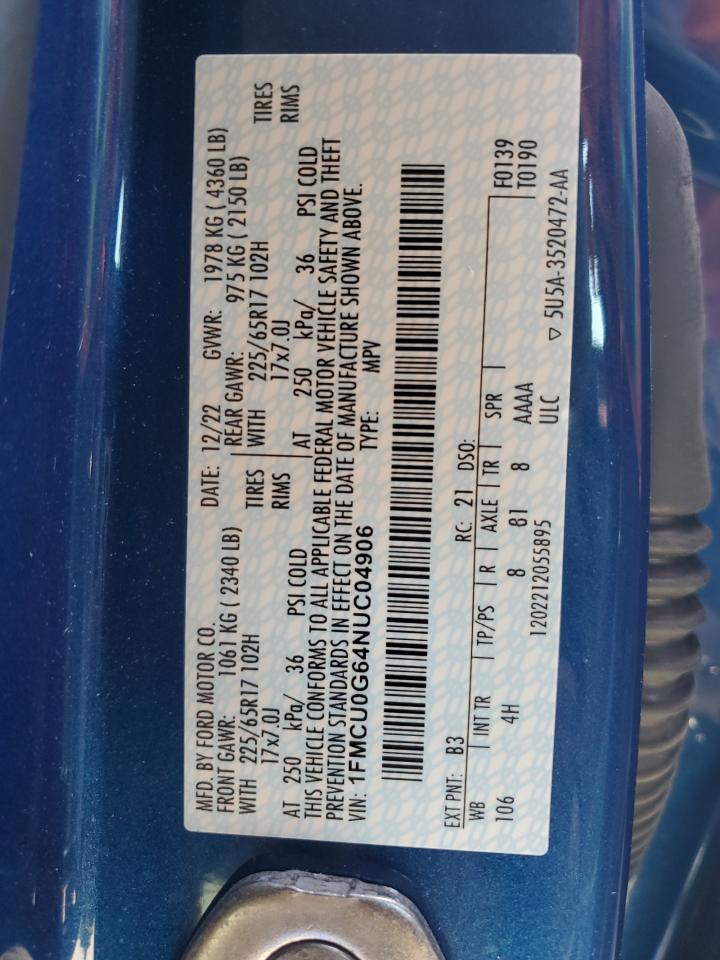 MFD. BY FORD MOTOR CO. DATE: 12/22 GVWR: 1978 KG ( 4360 LB)
FRONT GAWR: 1061 KG ( 2340 LB) REAR GAWR: 975 KG ( 2150 LB)
WITH 225/65R17 102H TIRES WITH 225/65R17 102H TIRES
17x7.0J RIMS 17x7.0J RIMS
AT 250 kPa/ 36 PSI COLD AT 250 kPa/ 36 PSI COLD
THIS VEHICLE CONFORMS TO ALL APPLICABLE FEDERAL MOTOR VEHICLE SAFETY AND THEFT
PREVENTION STANDARDS IN EFFECT ON THE DATE OF MANUFACTURE SHOWN ABOVE.
VIN: 1FMCU0G64NUC04906 TYPE: MPV
EXT PNT: B3 RC: 21 DSO: F0139
WB INT TR TP/PS R AXLE TR SPR T0190
106 4H 8 B1 8 AAAA
ULC
1202212055895 ▽ 5U5A-3520472-AA